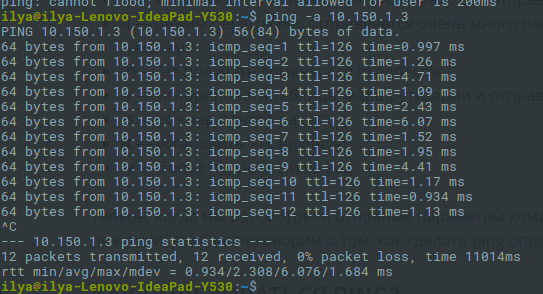 ping: cannot flood; minimal interval allowed for user is 200ms
ilya@ilya-Lenovo-IdeaPad-Y530:~$ ping -a 10.150.1.3
PING 10.150.1.3 (10.150.1.3) 56(84) bytes of data.
64 bytes from 10.150.1.3: icmp_seq=1 ttl=126 time=0.997 ms
64 bytes from 10.150.1.3: icmp_seq=2 ttl=126 time=1.26 ms
64 bytes from 10.150.1.3: icmp_seq=3 ttl=126 time=4.71 ms
64 bytes from 10.150.1.3: icmp_seq=4 ttl=126 time=1.09 ms
64 bytes from 10.150.1.3: icmp_seq=5 ttl=126 time=2.43 ms
64 bytes from 10.150.1.3: icmp_seq=6 ttl=126 time=6.07 ms
64 bytes from 10.150.1.3: icmp_seq=7 ttl=126 time=1.52 ms
64 bytes from 10.150.1.3: icmp_seq=8 ttl=126 time=1.95 ms
64 bytes from 10.150.1.3: icmp_seq=9 ttl=126 time=4.41 ms
64 bytes from 10.150.1.3: icmp_seq=10 ttl=126 time=1.17 ms
64 bytes from 10.150.1.3: icmp_seq=11 ttl=126 time=0.934 ms
64 bytes from 10.150.1.3: icmp_seq=12 ttl=126 time=1.13 ms
^C
--- 10.150.1.3 ping statistics ---
12 packets transmitted, 12 received, 0% packet loss, time 11014ms
rtt min/avg/max/mdev = 0.934/2.308/6.076/1.684 ms
ilya@ilya-Lenovo-IdeaPad-Y530:~$